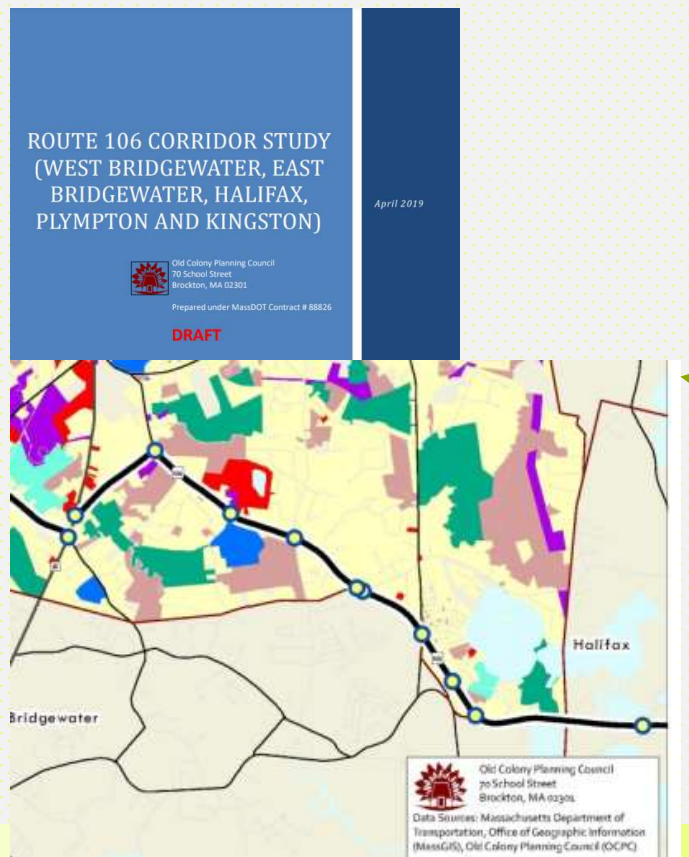 ROUTE 106 CORRIDOR STUDY
(WEST BRIDGEWATER, EAST
BRIDGEWATER, HALIFAX,
PLYMPTON AND KINGSTON)
April 2019
Old Colony Planning Council
70 School Street
Brockton, MA 02301
Prepared under MassDOT Contract # 88826
DRAFT
Halifax
Bridgewater
Old Colony Planning Council
70 School Street
Brockton, MA 02301
Data Sources: Massachusetts Department of
Transportation, Office of Geographic Information
(MassGIS), Old Colony Planning Council (OCPC)